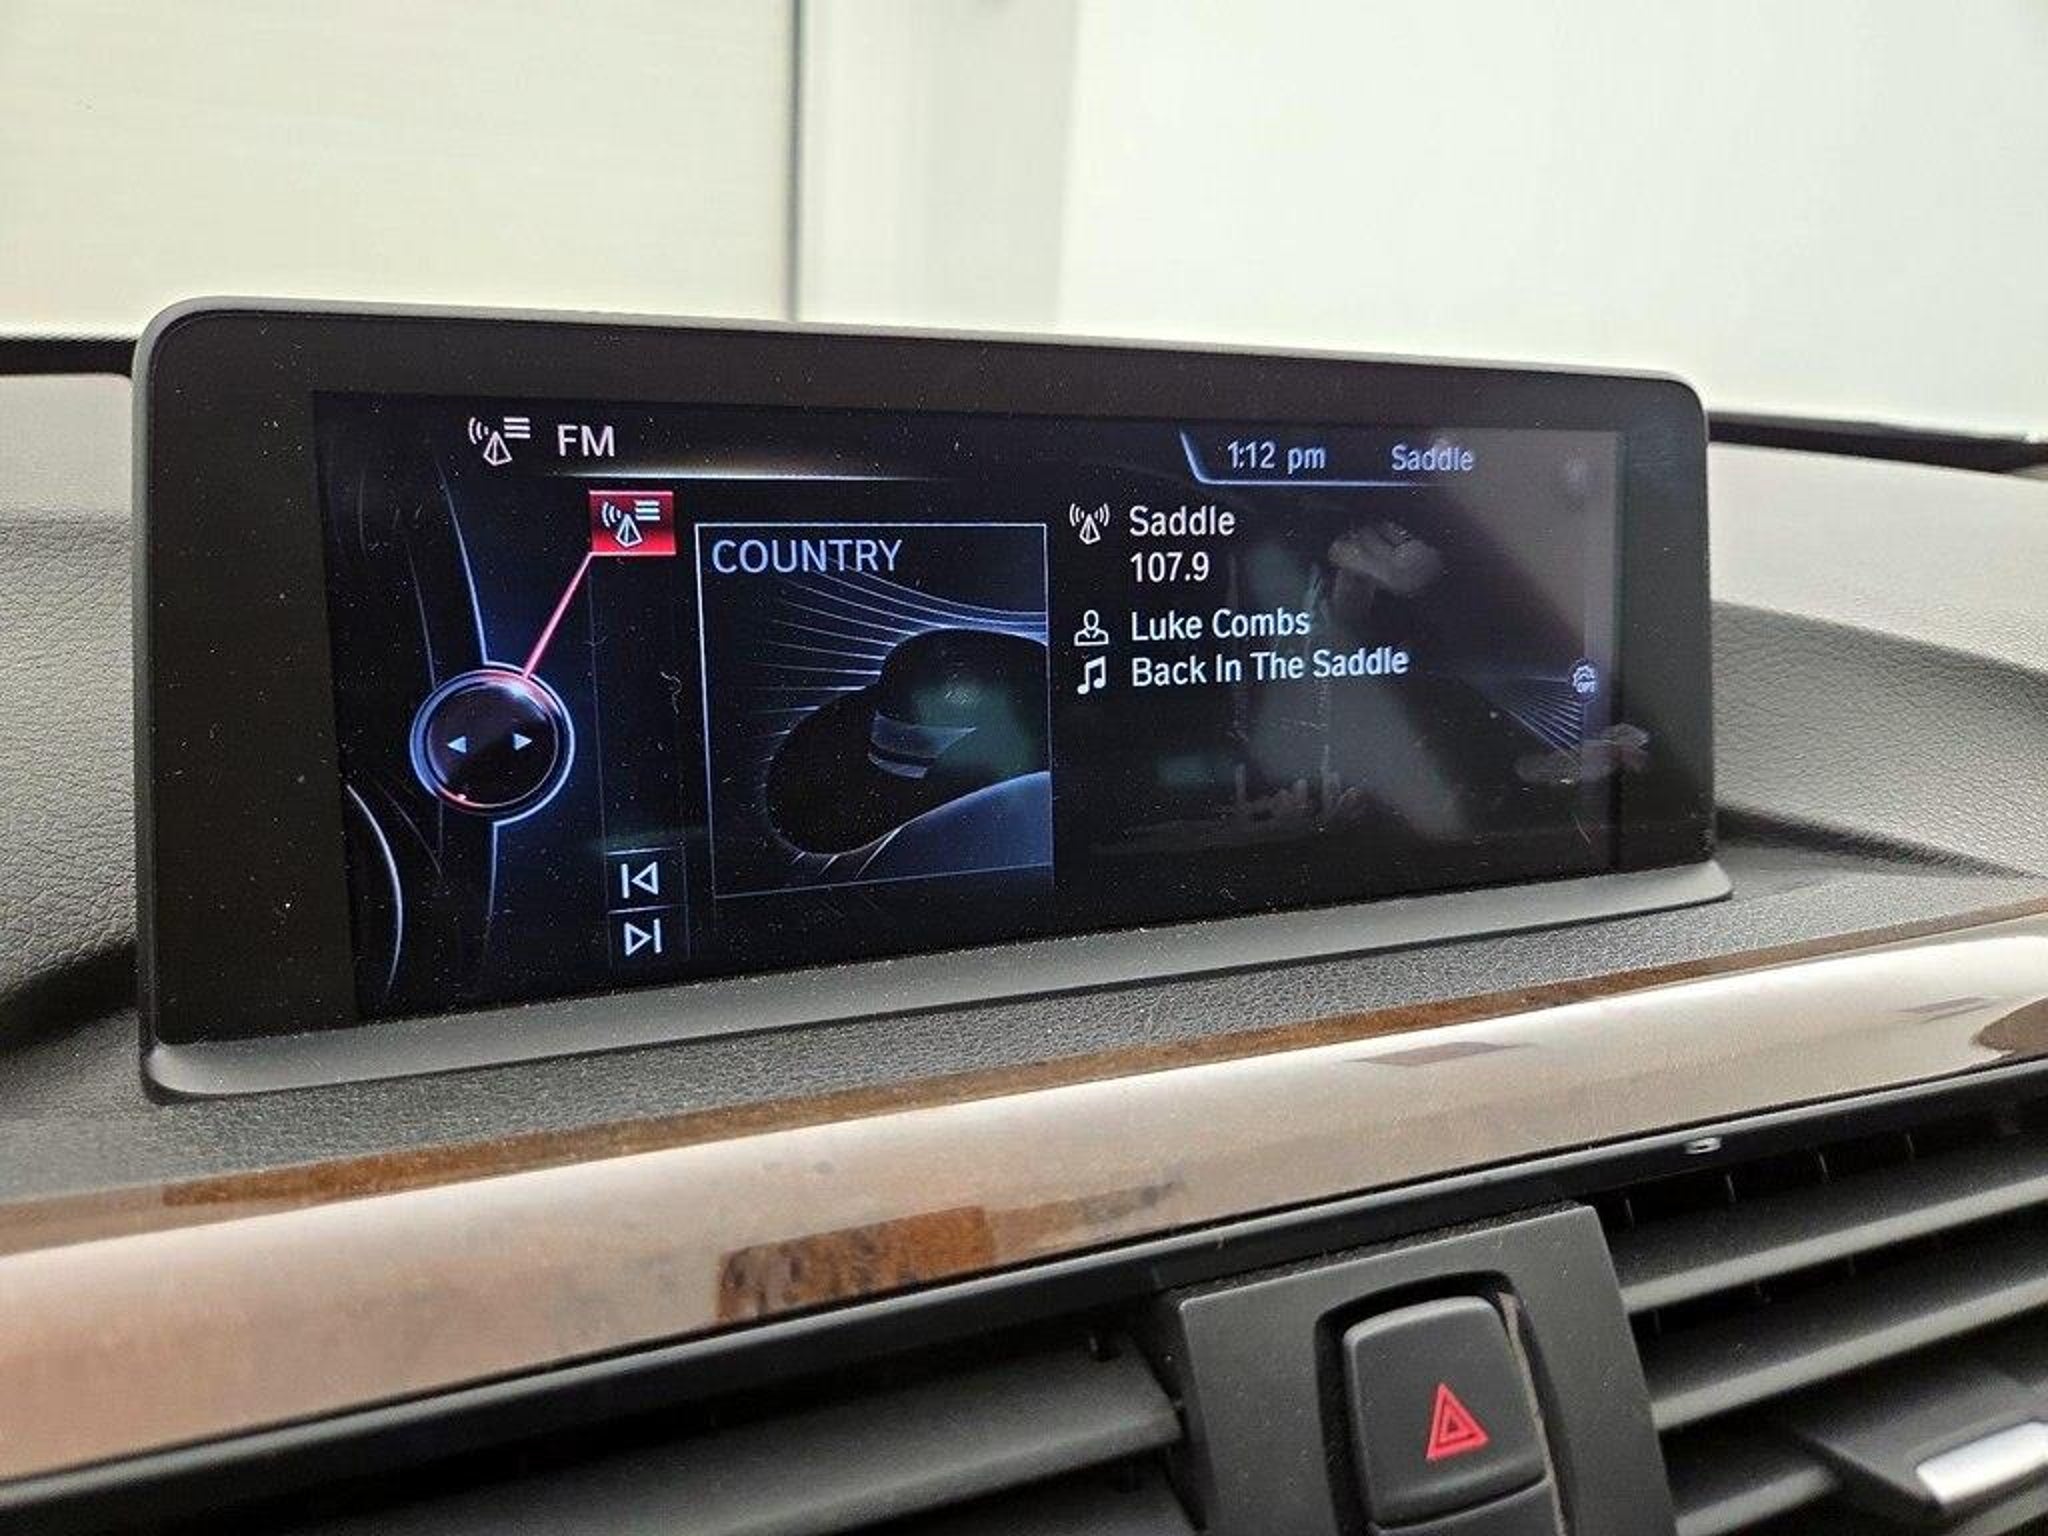 FM
1:12 pm Saddle
COUNTRY
Saddle
107.9
Luke Combs
Back In The Saddle